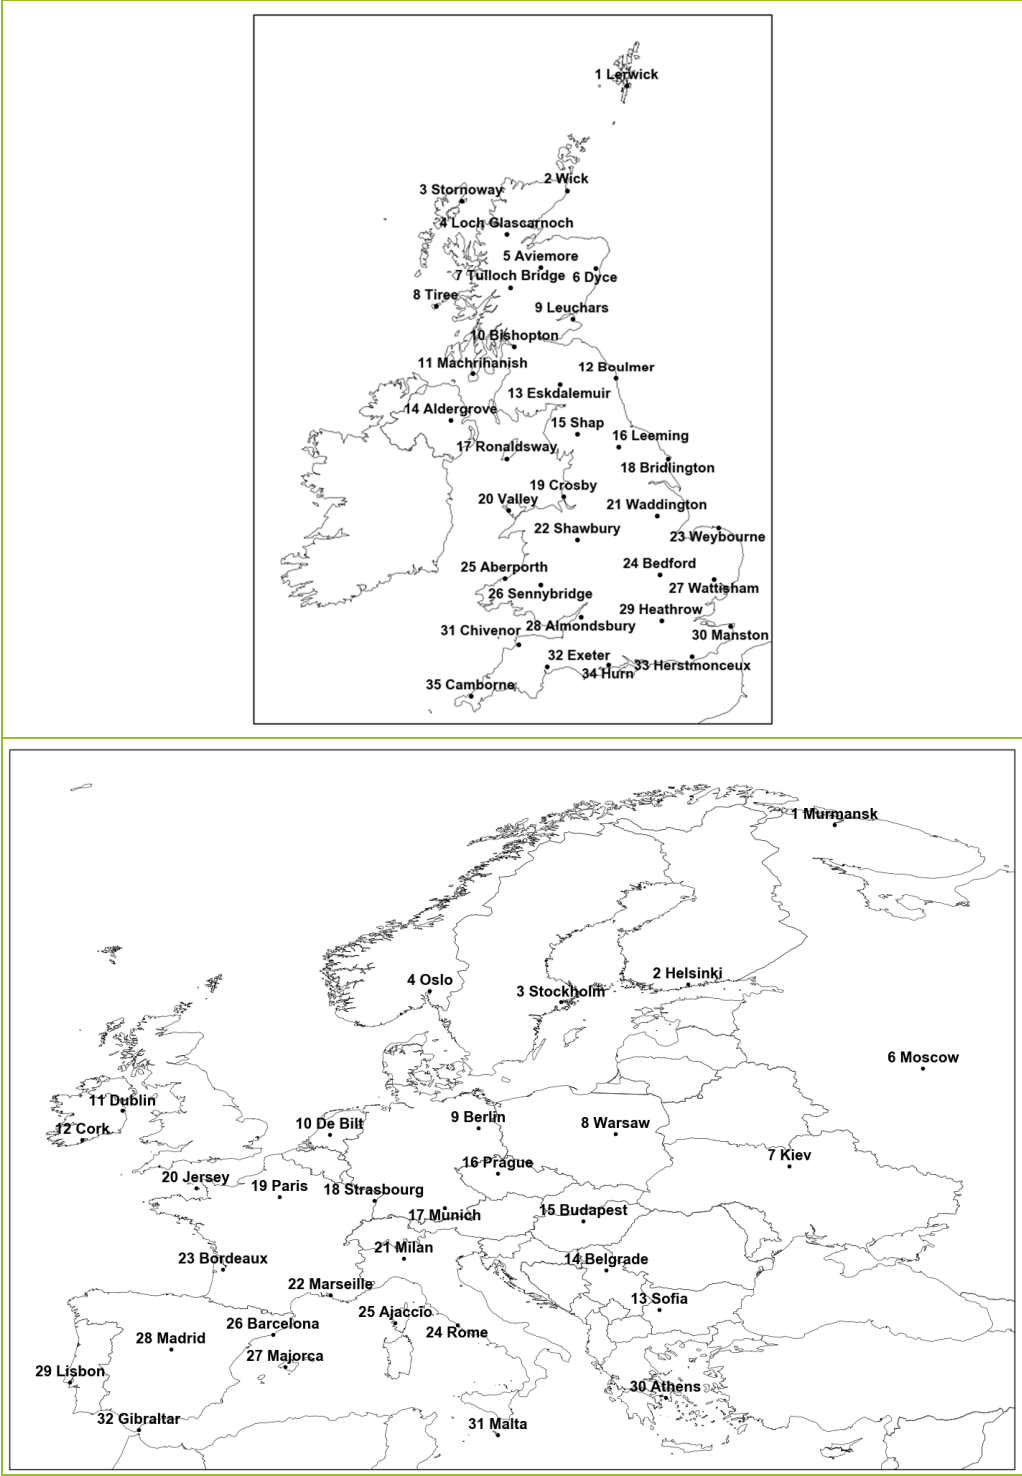 1 Lerwick
2 Wick
3 Stornoway
4 Loch Glascarnoch
5 Aviemore
7 Tulloch Bridge
6 Dyce
8 Tiree
9 Leuchars
10 Bishopton
11 Machrihanish
12 Boulmer
13 Eskdalemuir
14 Aldergrove
15 Shap
16 Leeming
17 Ronaldsway
18 Bridlington
19 Crosby
20 Valley
21 Waddington
22 Shawbury
23 Weybourne
24 Bedford
25 Aberporth
27 Wattisham
26 Sennybridge
29 Heathrow
28 Almondsbury
31 Chivenor
30 Manston
32 Exeter
33 Herstmonceux
34 Hurn
35 Camborne
1 Murmansk
2 Helsinki
4 Oslo
3 Stockholm
6 Moscow
11 Dublin
9 Berlin
10 De Bilt
8 Warsaw
12 Cork
7 Kiev
16 Prague
20 Jersey
19 Paris
18 Strasbourg
15 Budapest
17 Munich
21 Milan
23 Bordeaux
14 Belgrade
22 Marseille
13 Sofia
25 Ajaccio
26 Barcelona
24 Rome
28 Madrid
27 Majorca
29 Lisbon
30 Athens
32 Gibraltar
31 Malta